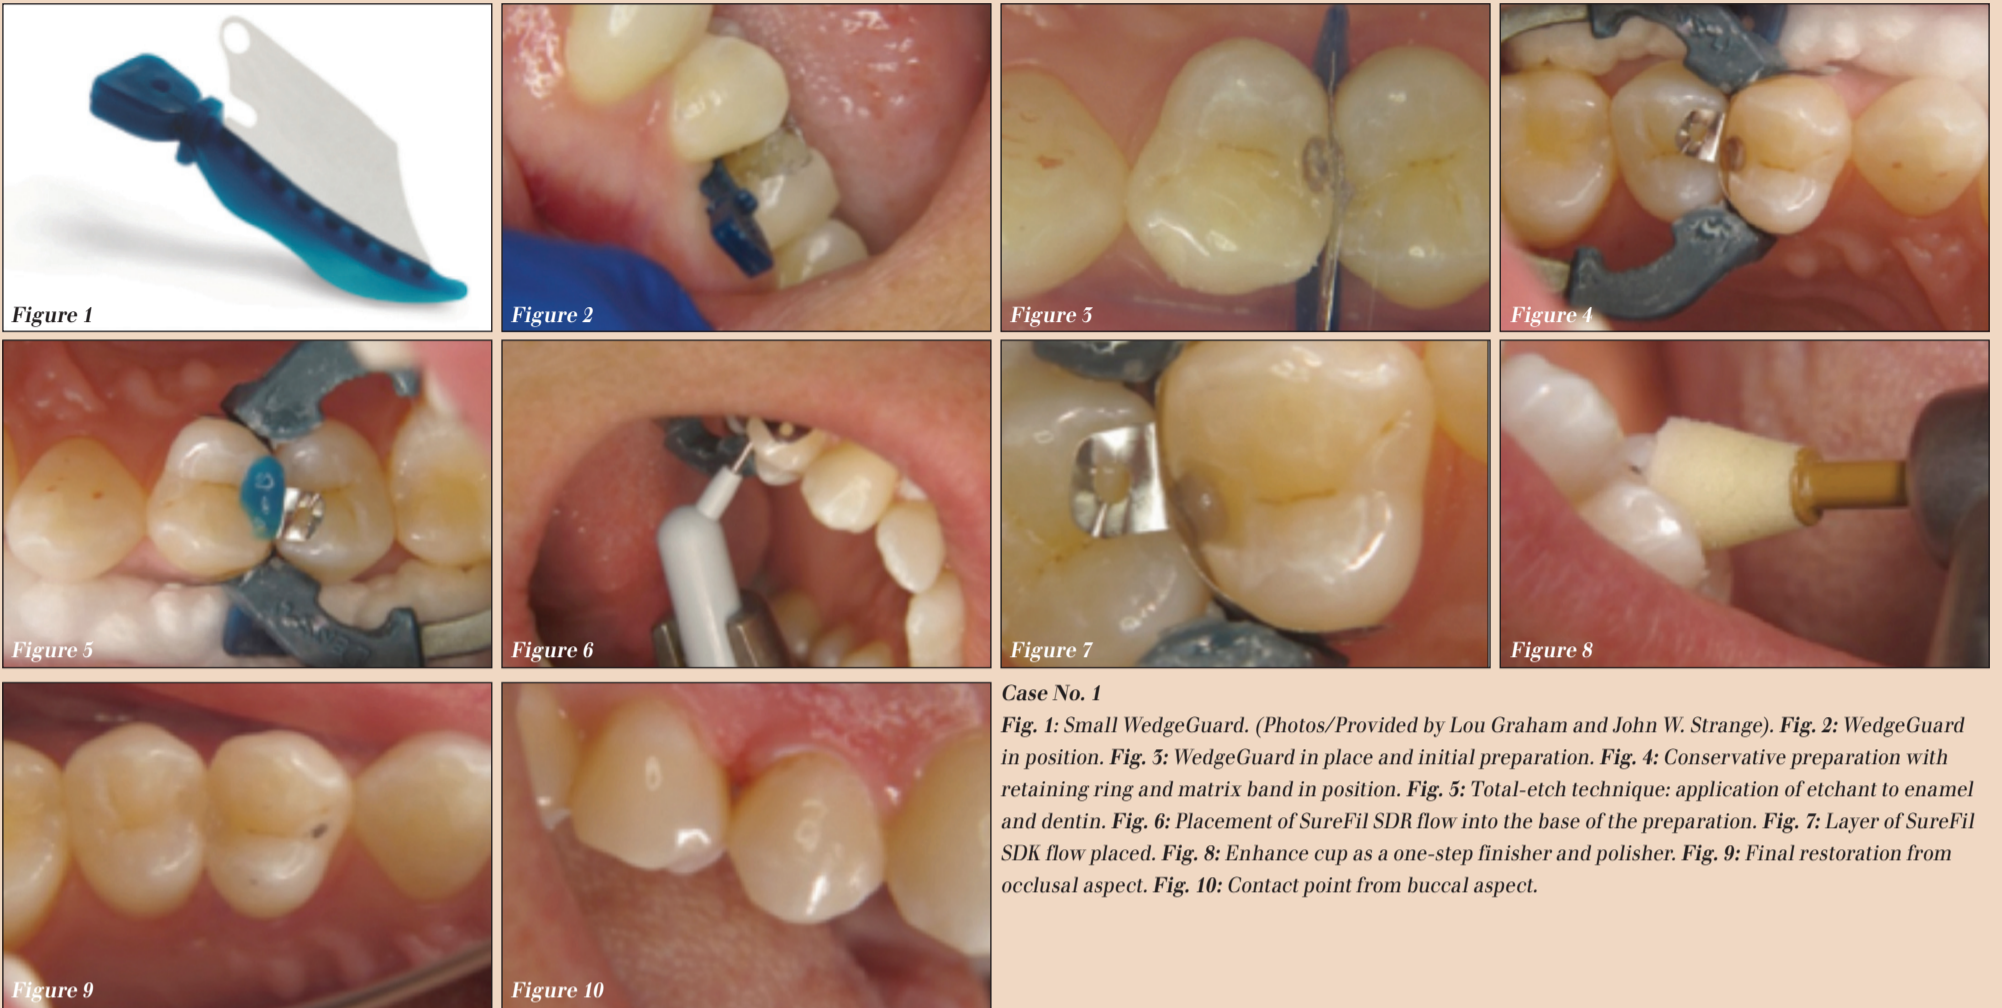 Figure 1
Figure 2
Figure 3
Figure 4
Figure 5
Figure 6
Figure 7
Figure 8
Figure 9
Figure 10
Case No. 1
Fig. 1: Small WedgeGuard. (Photos/Provided by Lou Graham and John W. Strange). Fig. 2: WedgeGuard
in position. Fig. 3: WedgeGuard in place and initial preparation. Fig. 4: Conservative preparation with
retaining ring and matrix band in position. Fig. 5: Total-etch technique: application of etchant to enamel
and dentin. Fig. 6: Placement of SureFil SDR flow into the base of the preparation. Fig. 7: Layer of SureFil
SDK flow placed. Fig. 8: Enhance cup as a one-step finisher and polisher. Fig. 9: Final restoration from
occlusal aspect. Fig. 10: Contact point from buccal aspect.